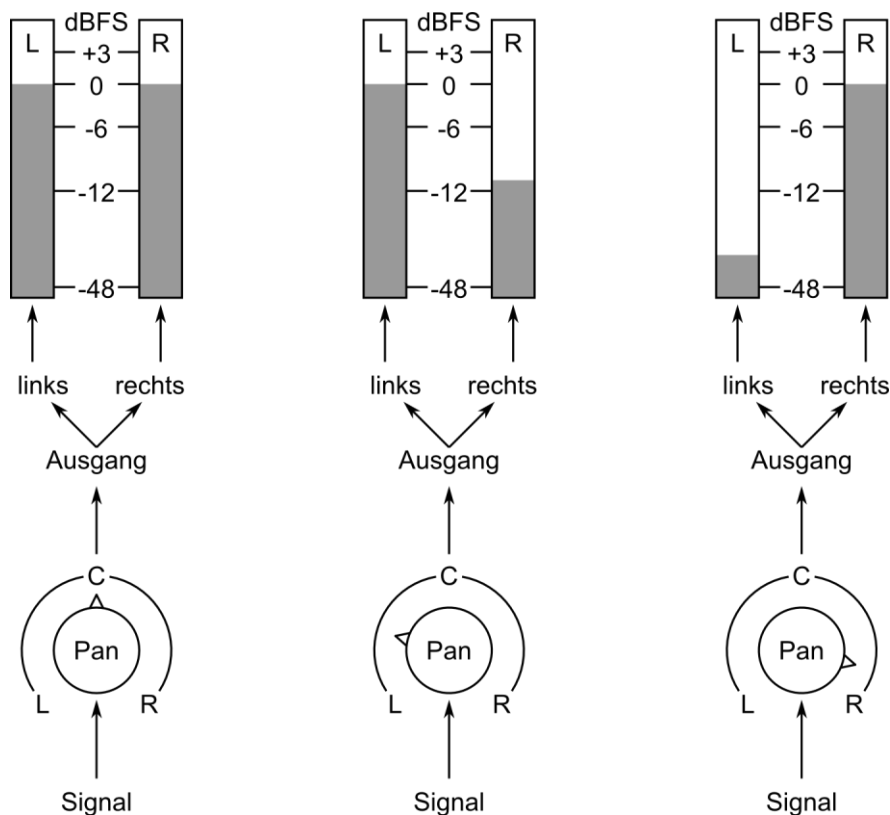 dBFS
L R
+3
0
-6
-12
-48
links rechts
Ausgang
C
Pan
L R
Signal
dBFS
L R
+3
0
-6
-12
-48
links rechts
Ausgang
C
Pan
L R
Signal
dBFS
L R
+3
0
-6
-12
-48
links rechts
Ausgang
C
Pan
L R
Signal